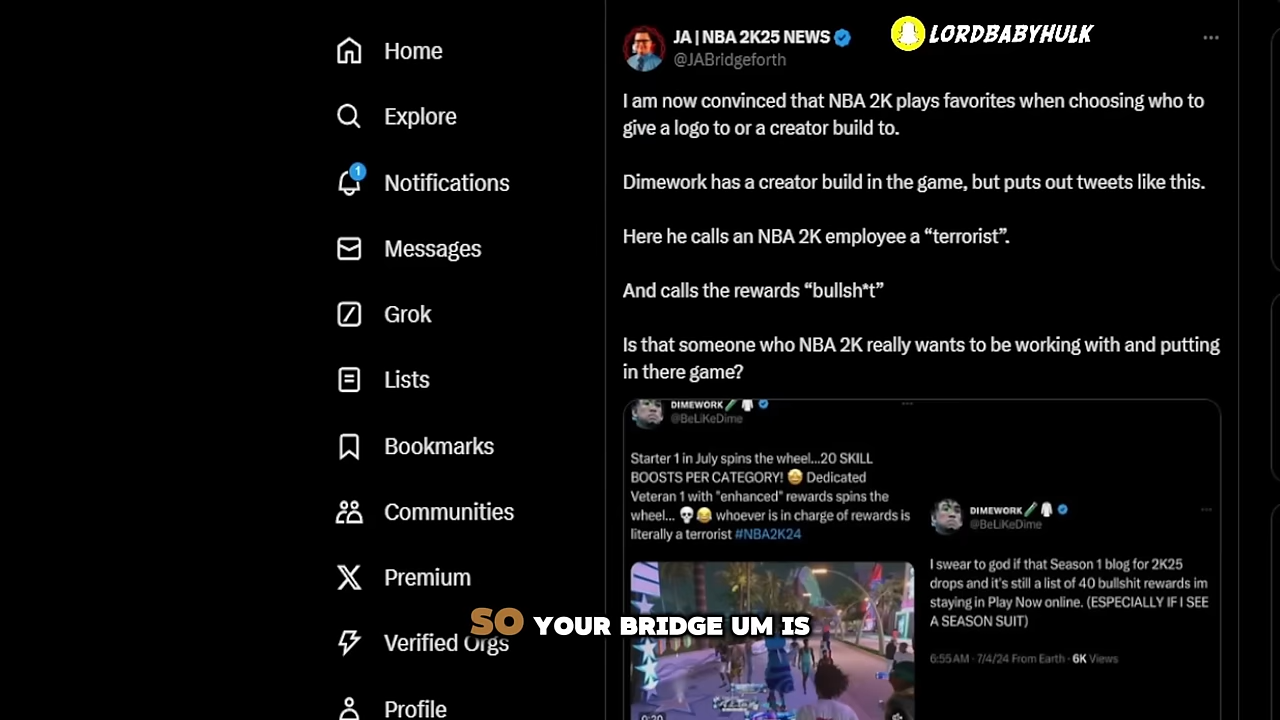 Home
Explore
1
Notifications
Messages
Grok
Lists
Bookmarks
Communities
Premium
Verified Orgs
Profile
LORDBABYHULK
JA | NBA 2K25 NEWS
@JABridgeforth
I am now convinced that NBA 2K plays favorites when choosing who to
give a logo to or a creator build to.
Dimework has a creator build in the game, but puts out tweets like this.
Here he calls an NBA 2K employee a “terrorist”.
And calls the rewards “bullsh*t”
Is that someone who NBA 2K really wants to be working with and putting
in there game?
DIMEWORK
@BeLiKeDime
Starter 1 in July spins the wheel...20 SKILL
BOOSTS PER CATEGORY! 🤩 Dedicated
Veteran 1 with "enhanced" rewards spins the
wheel... 💀😂 whoever is in charge of rewards is
literally a terrorist #NBA2K24
0:20
DIMEWORK
@BeLiKeDime
I swear to god if that Season 1 blog for 2K25
drops and it's still a list of 40 bullshit rewards im
staying in Play Now online. (ESPECIALLY IF I SEE
A SEASON SUIT)
6:55 AM · 7/4/24 From Earth · 6K Views
SO YOUR BRIDGE UM IS